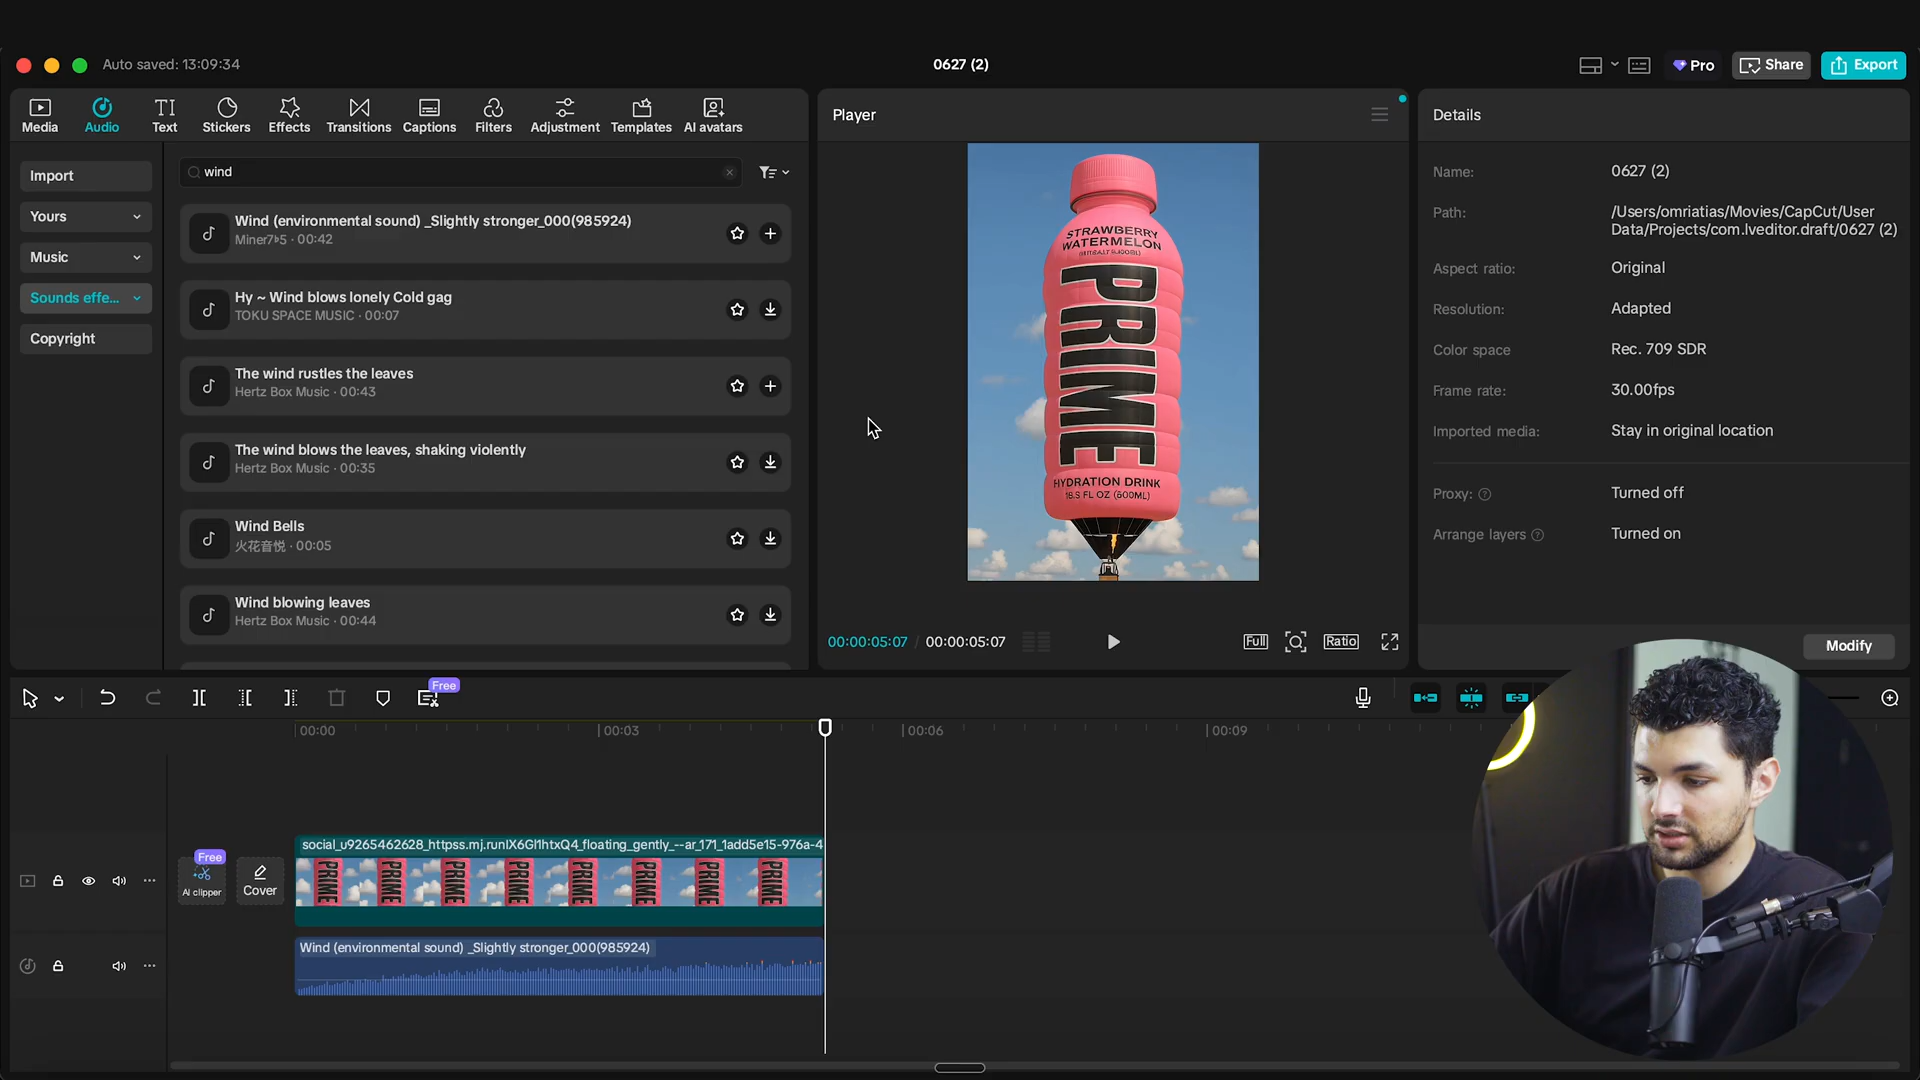 Auto saved: 13:09:34
0627 (2)
Pro
Share
Export
Media
Audio
Text
Stickers
Effects
Transitions
Captions
Filters
Adjustment
Templates
AI avatars
Import
Yours
Music
Sounds effe...
Copyright
wind
Wind (environmental sound) _Slightly stronger_000(985924)
Miner7♭5 · 00:42
Hy ~ Wind blows lonely Cold gag
TOKU SPACE MUSIC · 00:07
The wind rustles the leaves
Hertz Box Music · 00:43
The wind blows the leaves, shaking violently
Hertz Box Music · 00:35
Wind Bells
火花音悦 · 00:05
Wind blowing leaves
Hertz Box Music · 00:44
Player
STRAWBERRY
WATERMELON
PRIME
HYDRATION DRINK
00:00:05:07 / 00:00:05:07
Full
Ratio
Details
Name: 0627 (2)
Path: /Users/omriatias/Movies/CapCut/User
Data/Projects/com.lveditor.draft/0627 (2)
Aspect ratio: Original
Resolution: Adapted
Color space Rec. 709 SDR
Frame rate: 30.00fps
Imported media: Stay in original location
Proxy: Turned off
Arrange layers Turned on
Modify
Free
00:00
00:03
00:06
00:09
Free
AI clipper
Cover
social_u9265462628_httpss.mj.runIX6Gl1htxQ4_floating_gently_--ar_171_1add5e15-976a-4
PRIME PRIME PRIME PRIME PRIME PRIME PRIME PRIME
Wind (environmental sound) _Slightly stronger_000(985924)